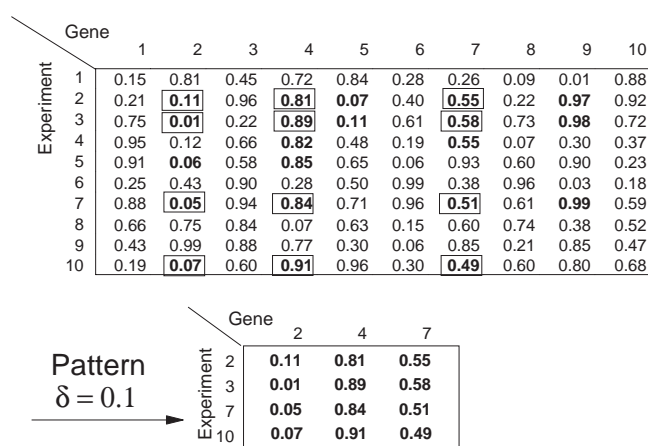 Gene
1 2 3 4 5 6 7 8 9 10
Experiment
1 0.15 0.81 0.45 0.72 0.84 0.28 0.26 0.09 0.01 0.88
2 0.21 0.11 0.96 0.81 0.07 0.40 0.55 0.22 0.97 0.92
3 0.75 0.01 0.22 0.89 0.11 0.61 0.58 0.73 0.98 0.72
4 0.95 0.12 0.66 0.82 0.48 0.19 0.55 0.07 0.30 0.37
5 0.91 0.06 0.58 0.85 0.65 0.06 0.93 0.60 0.90 0.23
6 0.25 0.43 0.90 0.28 0.50 0.99 0.38 0.96 0.03 0.18
7 0.88 0.05 0.94 0.84 0.71 0.96 0.51 0.61 0.99 0.59
8 0.66 0.75 0.84 0.07 0.63 0.15 0.60 0.74 0.38 0.52
9 0.43 0.99 0.88 0.77 0.30 0.06 0.85 0.21 0.85 0.47
10 0.19 0.07 0.60 0.91 0.96 0.30 0.49 0.60 0.80 0.68
Pattern
δ = 0.1
Gene
2 4 7
Experiment
2 0.11 0.81 0.55
3 0.01 0.89 0.58
7 0.05 0.84 0.51
10 0.07 0.91 0.49